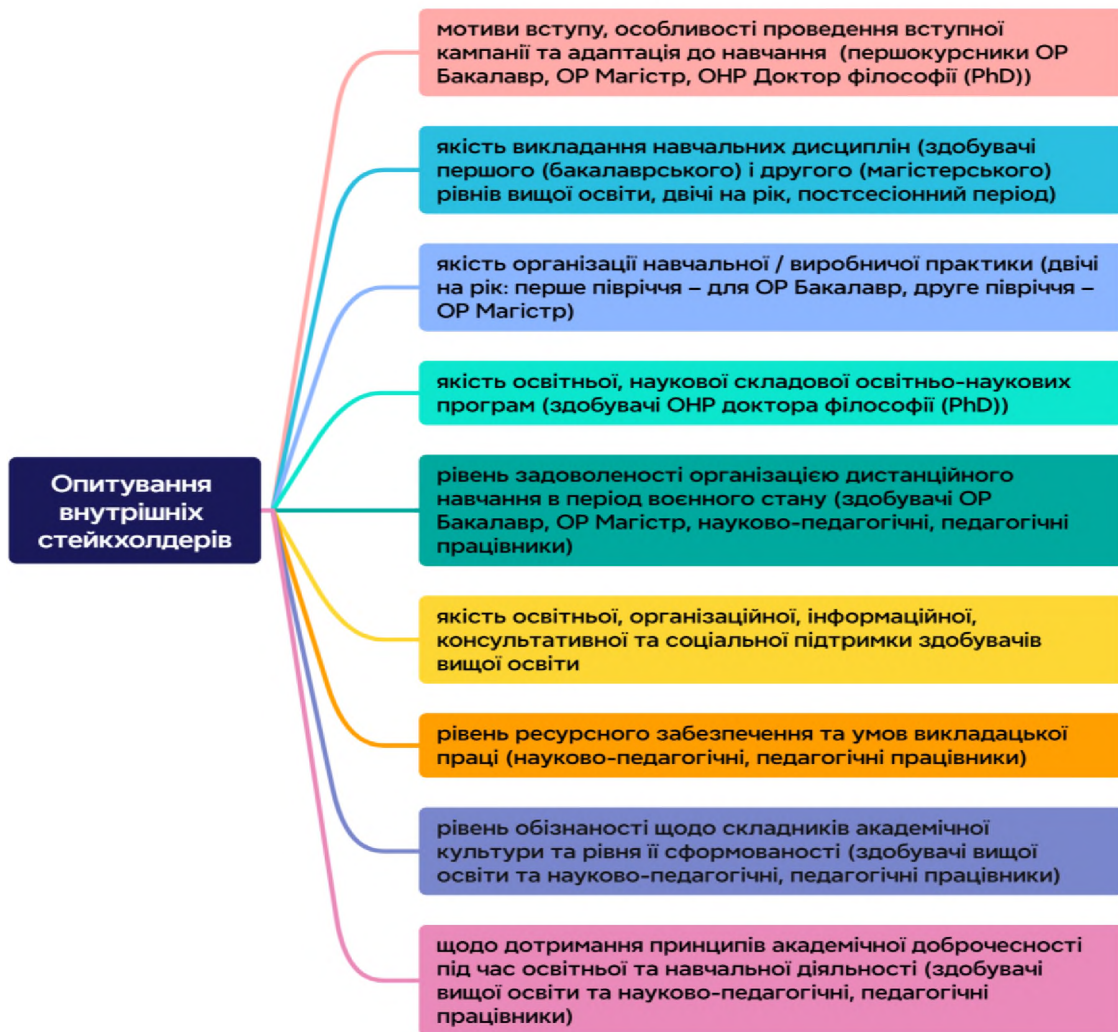 мотиви вступу, особливості проведення вступної
кампанії та адаптація до навчання (першокурсники ОР
Бакалавр, ОР Магістр, ОНР Доктор філософії (PhD))
якість викладання навчальних дисциплін (здобувачі
першого (бакалаврського) і другого (магістерського)
рівнів вищої освіти, двічі на рік, постсесіонний період)
якість організації навчальної / виробничої практики (двічі
на рік: перше півріччя – для ОР Бакалавр, друге півріччя –
ОР Магістр)
якість освітньої, наукової складової освітньо-наукових
програм (здобувачі ОНР доктора філософії (PhD))
Опитування
внутрішніх
стейкхолдерів
рівень задоволеності організацією дистанційного
навчання в період воєнного стану (здобувачі ОР
Бакалавр, ОР Магістр, науково-педагогічні, педагогічні
працівники)
якість освітньої, організаційної, інформаційної,
консультативної та соціальної підтримки здобувачів
вищої освіти
рівень ресурсного забезпечення та умов викладацької
праці (науково-педагогічні, педагогічні працівники)
рівень обізнаності щодо складників академічної
культури та рівня її сформованості (здобувачі вищої
освіти та науково-педагогічні, педагогічні працівники)
щодо дотримання принципів академічної доброчесності
під час освітньої та навчальної діяльності (здобувачі
вищої освіти та науково-педагогічні, педагогічні
працівники)